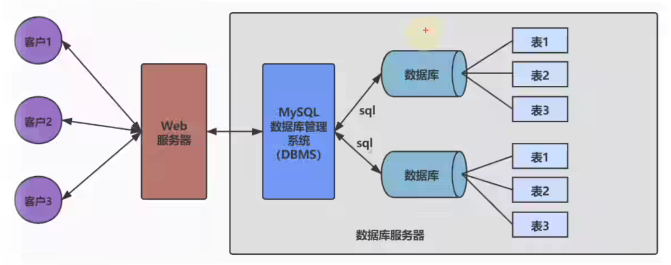 客户1
客户2
客户3
Web
服务器
MySQL
数据库管理
系统
(DBMS)
sql
sql
数据库
数据库
表1
表2
表3
表1
表2
表3
数据库服务器